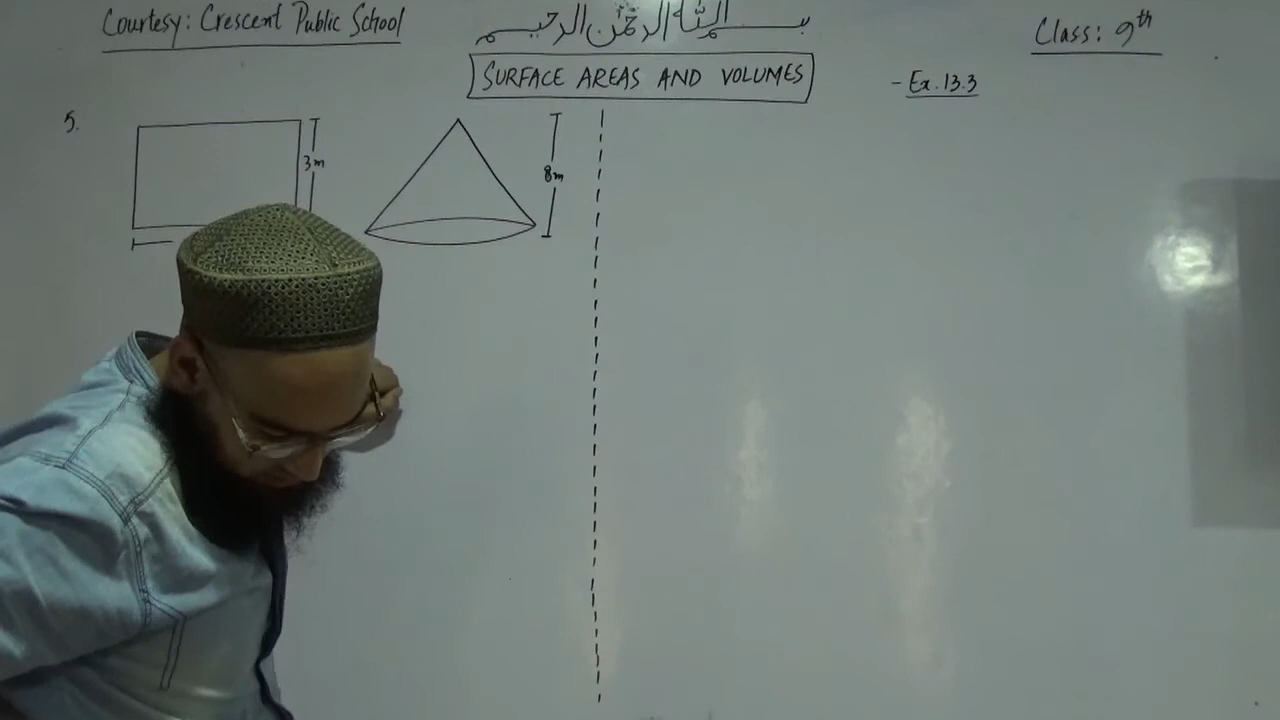 Courtesy: Crescent Public School
بسم اللہ الرحمٰن الرحیم
Class: 9th
SURFACE AREAS AND VOLUMES
- Ex. 13.3
5.
3m
8m